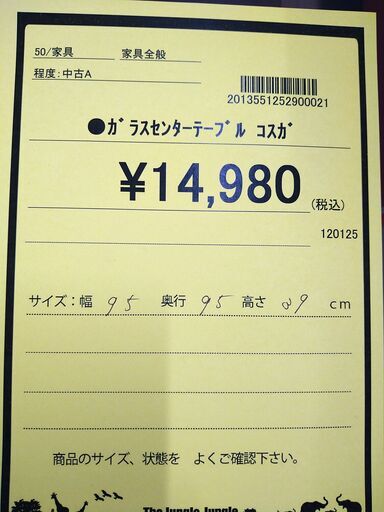 50/家具　家具全般
程度:中古A
2013551252900021
●ｶﾞﾗｽｾﾝﾀｰﾃｰﾌﾞﾙ ｺｽｶﾞ
¥14,980(税込)
120125
サイズ:幅 95 奥行 95 高さ 39 cm
商品のサイズ、状態を よくご確認下さい。
The Jungle Jungle